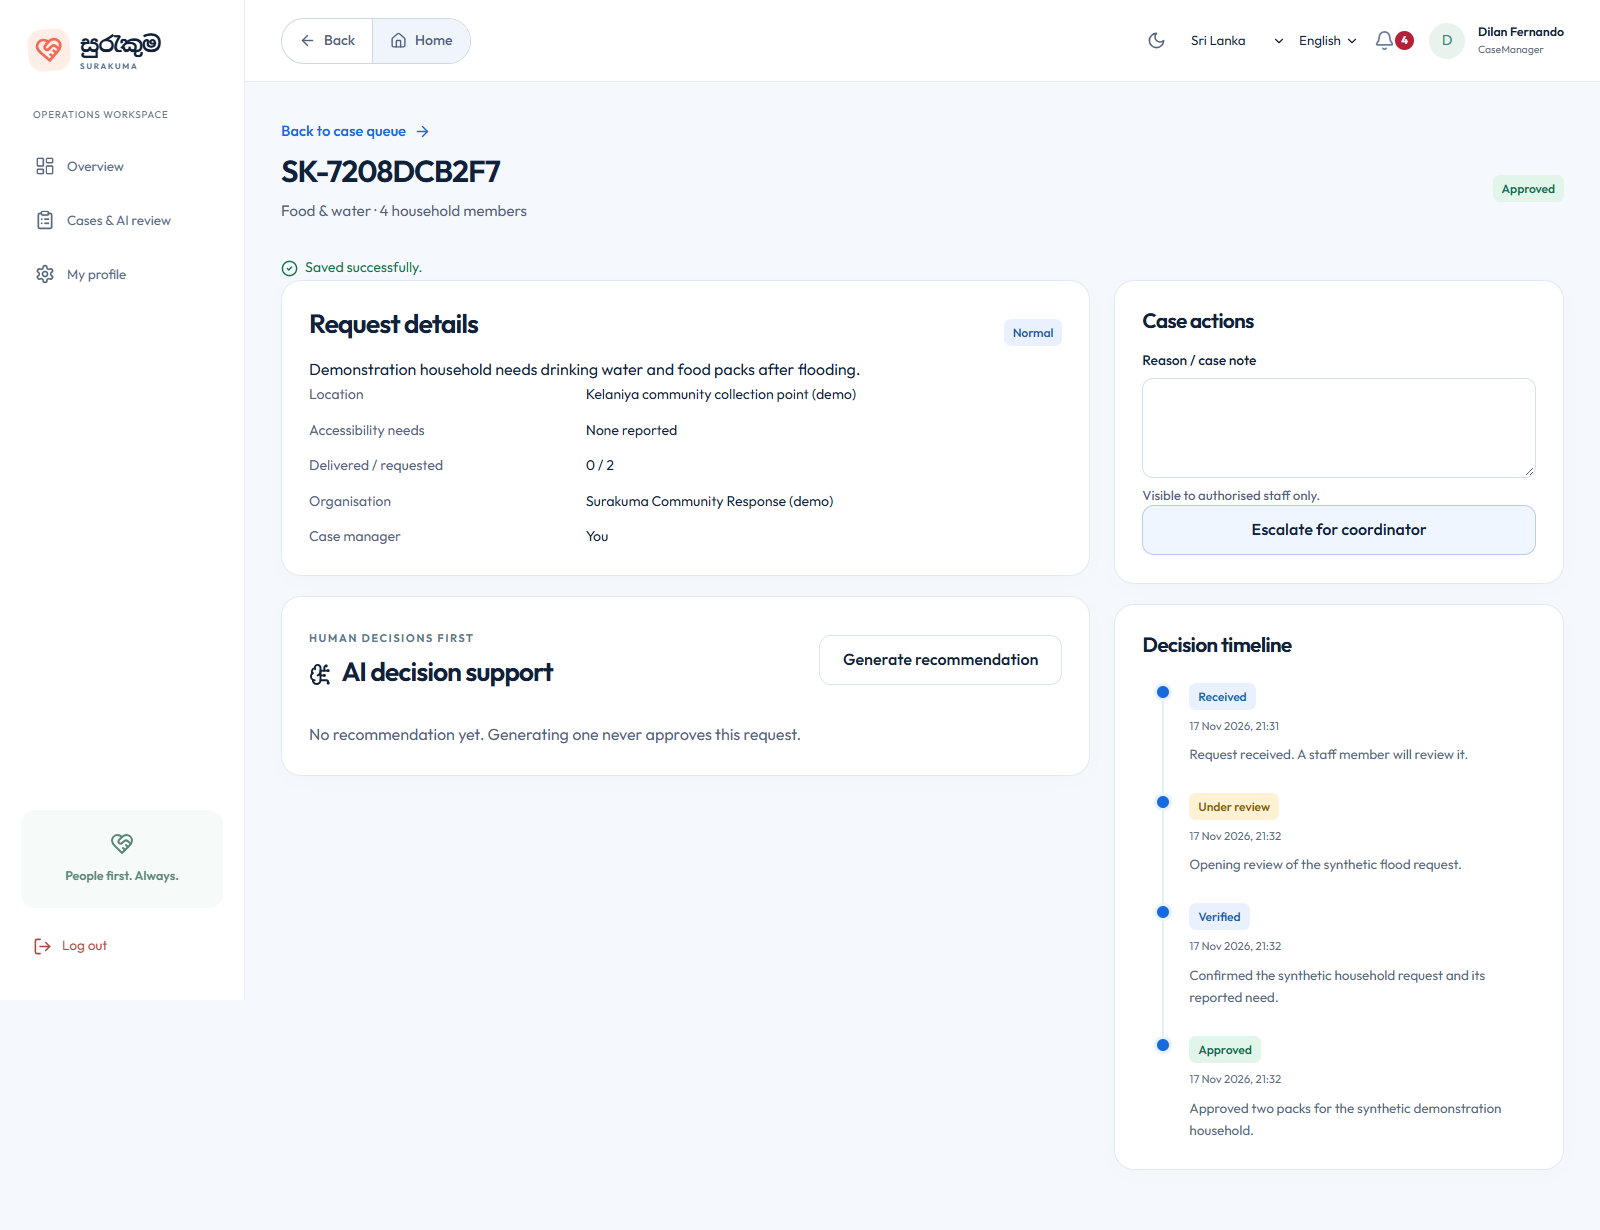 සුරැකුම
SURAKUMA
OPERATIONS WORKSPACE
Overview
Cases & AI review
My profile
People first. Always.
Log out
Back
Home
Sri Lanka
English
4
D
Dilan Fernando
CaseManager
Back to case queue
SK-7208DCB2F7
Food & water · 4 household members
Approved
Saved successfully.
Request details
Normal
Demonstration household needs drinking water and food packs after flooding.
Location Kelaniya community collection point (demo)
Accessibility needs None reported
Delivered / requested 0 / 2
Organisation Surakuma Community Response (demo)
Case manager You
HUMAN DECISIONS FIRST
AI decision support
Generate recommendation
No recommendation yet. Generating one never approves this request.
Case actions
Reason / case note
Visible to authorised staff only.
Escalate for coordinator
Decision timeline
Received
17 Nov 2026, 21:31
Request received. A staff member will review it.
Under review
17 Nov 2026, 21:32
Opening review of the synthetic flood request.
Verified
17 Nov 2026, 21:32
Confirmed the synthetic household request and its
reported need.
Approved
17 Nov 2026, 21:32
Approved two packs for the synthetic demonstration
household.